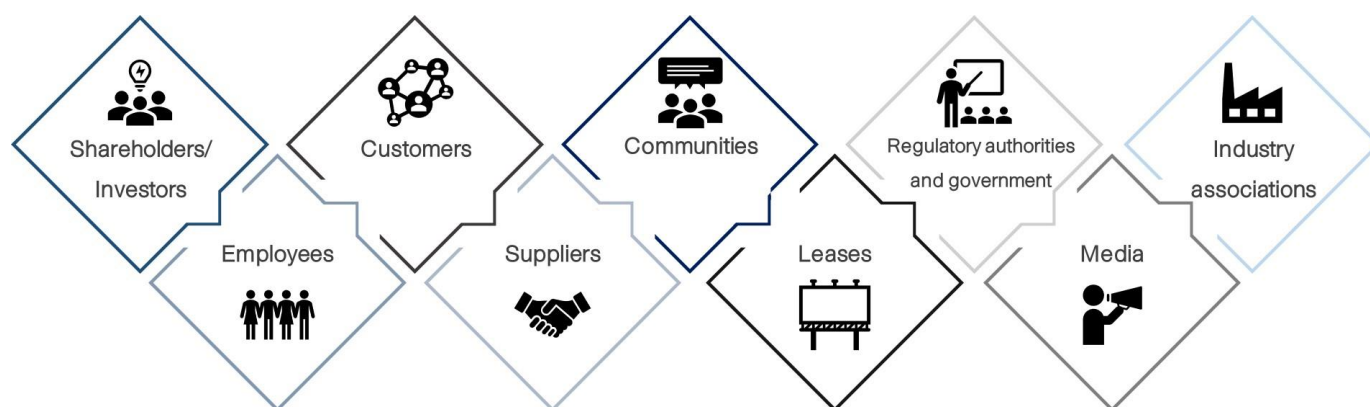 Shareholders/
Investors
Customers
Communities
Regulatory authorities
and government
Industry
associations
Employees
Suppliers
Leases
Media